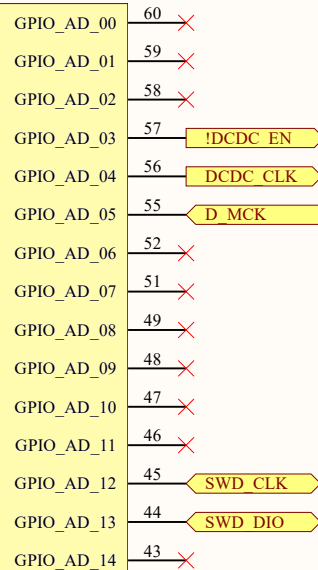 GPIO_AD_00 60
GPIO_AD_01 59
GPIO_AD_02 58
GPIO_AD_03 57 !DCDC_EN
GPIO_AD_04 56 DCDC_CLK
GPIO_AD_05 55 D_MCK
GPIO_AD_06 52
GPIO_AD_07 51
GPIO_AD_08 49
GPIO_AD_09 48
GPIO_AD_10 47
GPIO_AD_11 46
GPIO_AD_12 45 SWD_CLK
GPIO_AD_13 44 SWD_DIO
GPIO_AD_14 43